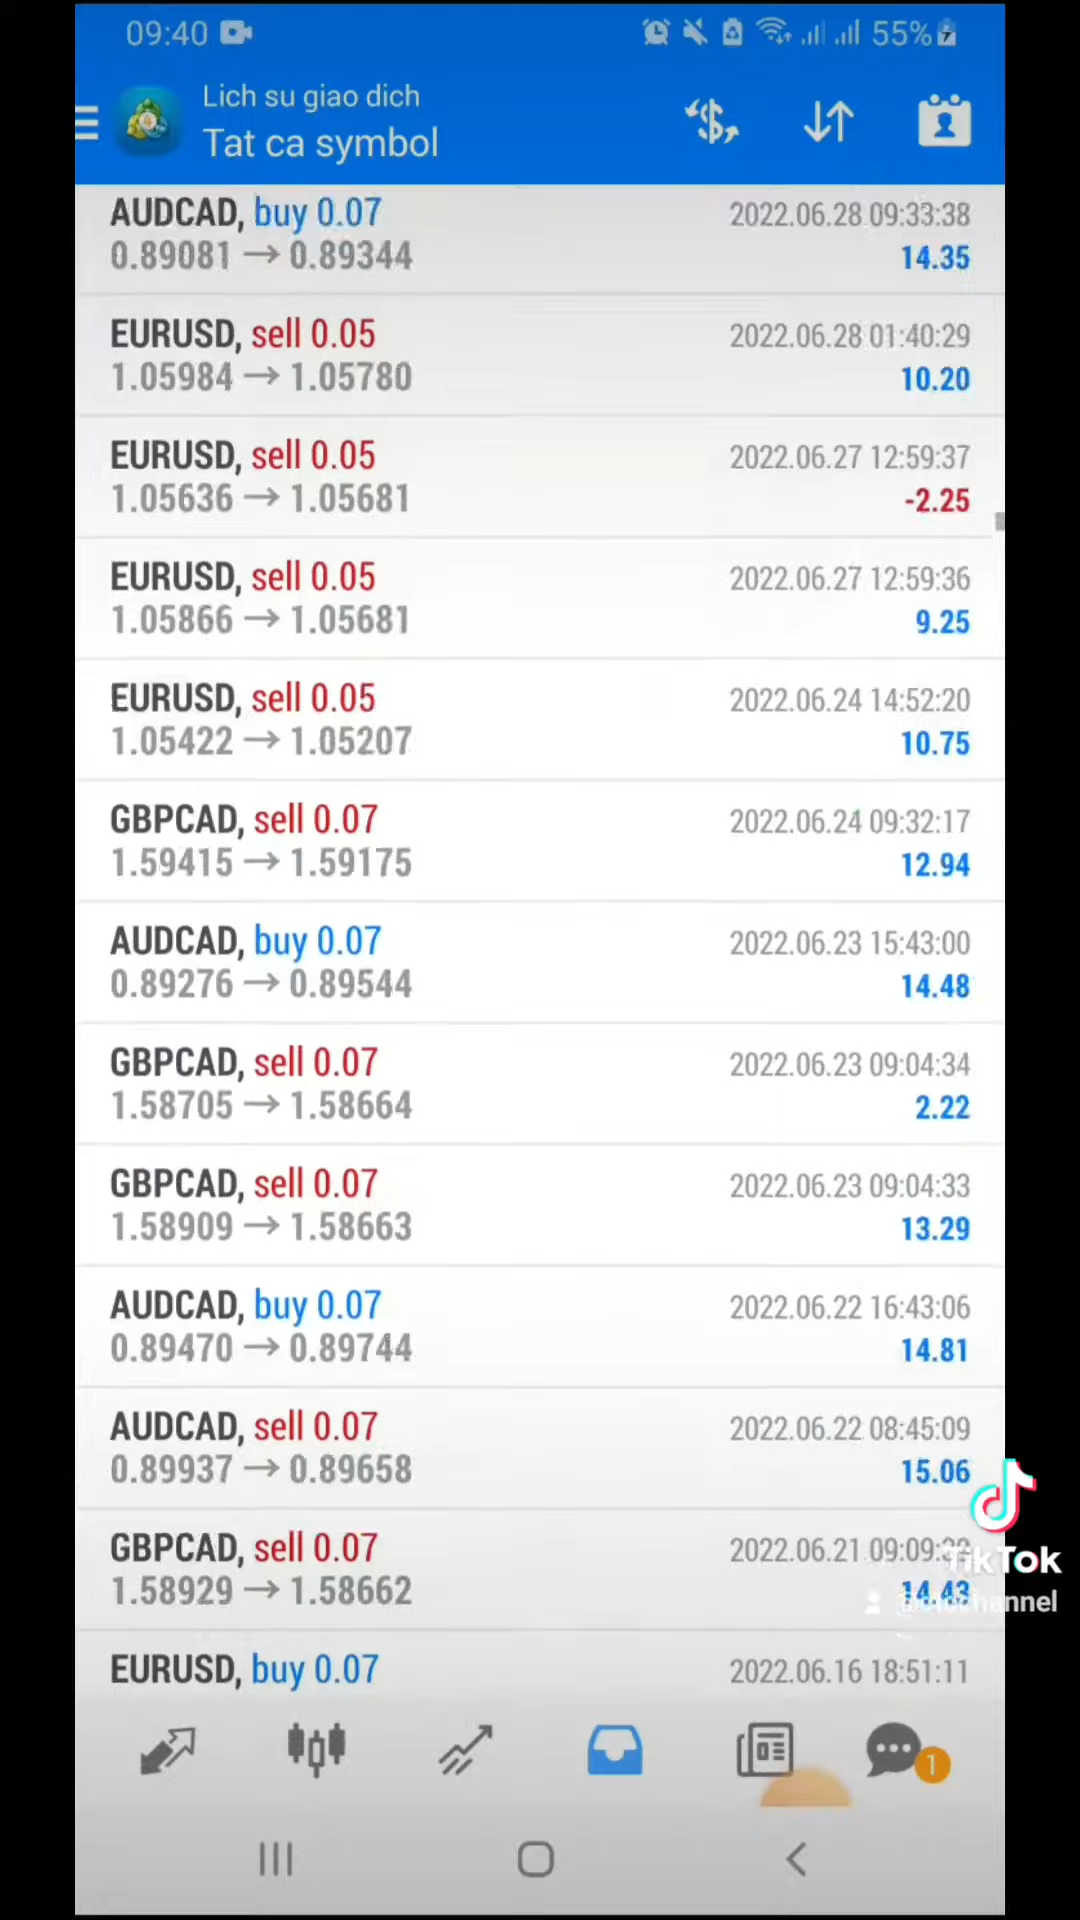 09:40
55%
Lich su giao dich
Tat ca symbol
AUDCAD, buy 0.07 2022.06.28 09:33:38
0.89081 → 0.89344 14.35
EURUSD, sell 0.05 2022.06.28 01:40:29
1.05984 → 1.05780 10.20
EURUSD, sell 0.05 2022.06.27 12:59:37
1.05636 → 1.05681 -2.25
EURUSD, sell 0.05 2022.06.27 12:59:36
1.05866 → 1.05681 9.25
EURUSD, sell 0.05 2022.06.24 14:52:20
1.05422 → 1.05207 10.75
GBPCAD, sell 0.07 2022.06.24 09:32:17
1.59415 → 1.59175 12.94
AUDCAD, buy 0.07 2022.06.23 15:43:00
0.89276 → 0.89544 14.48
GBPCAD, sell 0.07 2022.06.23 09:04:34
1.58705 → 1.58664 2.22
GBPCAD, sell 0.07 2022.06.23 09:04:33
1.58909 → 1.58663 13.29
AUDCAD, buy 0.07 2022.06.22 16:43:06
0.89470 → 0.89744 14.81
AUDCAD, sell 0.07 2022.06.22 08:45:09
0.89937 → 0.89658 15.06
GBPCAD, sell 0.07 2022.06.21
1.58929 → 1.58662 14.43
TikTok
EURUSD, buy 0.07 2022.06.16 18:51:11
1